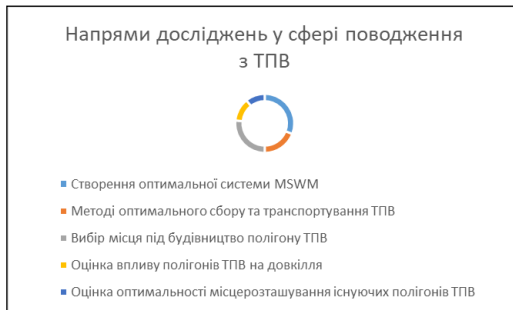 Напрями досліджень у сфері поводження
з ТПВ
Створення оптимальної системи MSWM
Методі оптимального сбору та транспортування ТПВ
Вибір місця під будівництво полігону ТПВ
Оцінка впливу полігонів ТПВ на довкілля
Оцінка оптимальності місцерозташування існуючих полігонів ТПВ